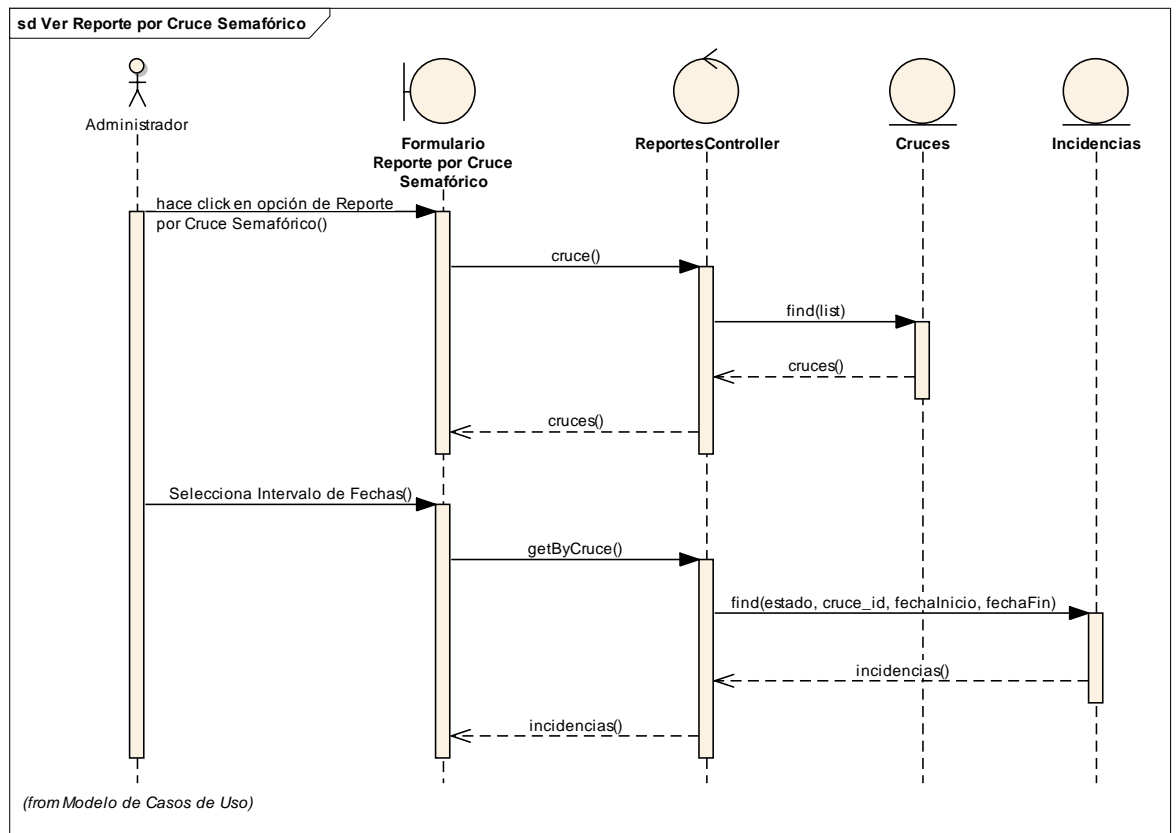 sd Ver Reporte por Cruce Semafórico
Administrador
Formulario
Reporte por Cruce
Semafórico
ReportesController
Cruces
Incidencias
hace click en opción de Reporte
por Cruce Semafórico()
cruce()
find(list)
cruces()
cruces()
Selecciona Intervalo de Fechas()
getByCruce()
find(estado, cruce_id, fechaInicio, fechaFin)
incidencias()
incidencias()
(from Modelo de Casos de Uso)